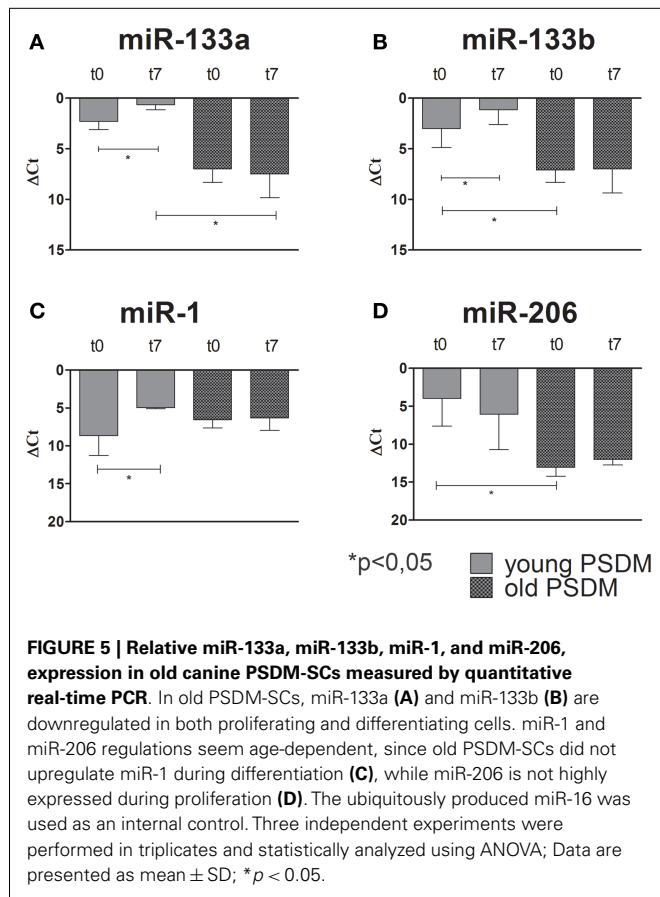 A miR-133a
t0 t7 t0 t7
0
5
10
15
ΔCt
*
*
B miR-133b
t0 t7 t0 t7
0
5
10
15
ΔCt
*
*
C miR-1
t0 t7 t0 t7
0
5
10
15
20
ΔCt
*
D miR-206
t0 t7 t0 t7
0
5
10
15
20
ΔCt
*
*p<0,05
young PSDM
old PSDM
FIGURE 5 | Relative miR-133a, miR-133b, miR-1, and miR-206,
expression in old canine PSDM-SCs measured by quantitative
real-time PCR. In old PSDM-SCs, miR-133a (A) and miR-133b (B) are
downregulated in both proliferating and differentiating cells. miR-1 and
miR-206 regulations seem age-dependent, since old PSDM-SCs did not
upregulate miR-1 during differentiation (C), while miR-206 is not highly
expressed during proliferation (D). The ubiquitously produced miR-16 was
used as an internal control. Three independent experiments were
performed in triplicates and statistically analyzed using ANOVA; Data are
presented as mean ± SD; *p < 0.05.